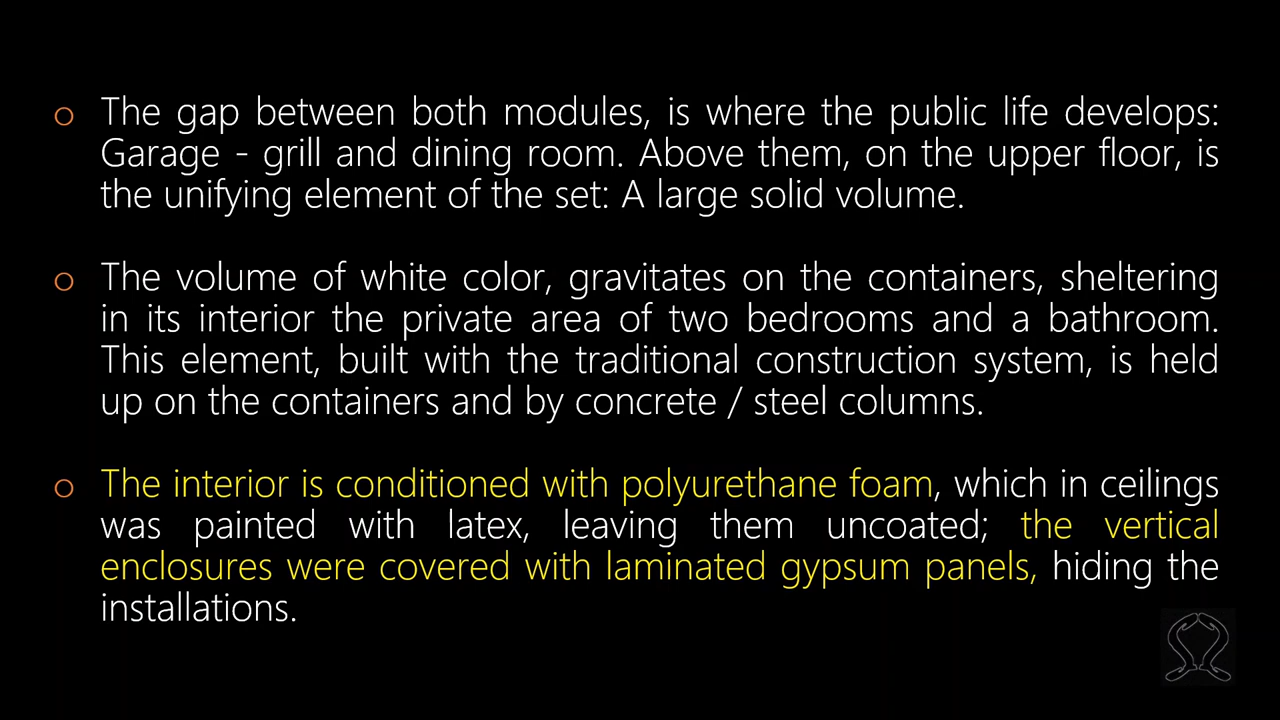 o The gap between both modules, is where the public life develops:
Garage - grill and dining room. Above them, on the upper floor, is
the unifying element of the set: A large solid volume.
o The volume of white color, gravitates on the containers, sheltering
in its interior the private area of two bedrooms and a bathroom.
This element, built with the traditional construction system, is held
up on the containers and by concrete / steel columns.
o The interior is conditioned with polyurethane foam, which in ceilings
was painted with latex, leaving them uncoated; the vertical
enclosures were covered with laminated gypsum panels, hiding the
installations.